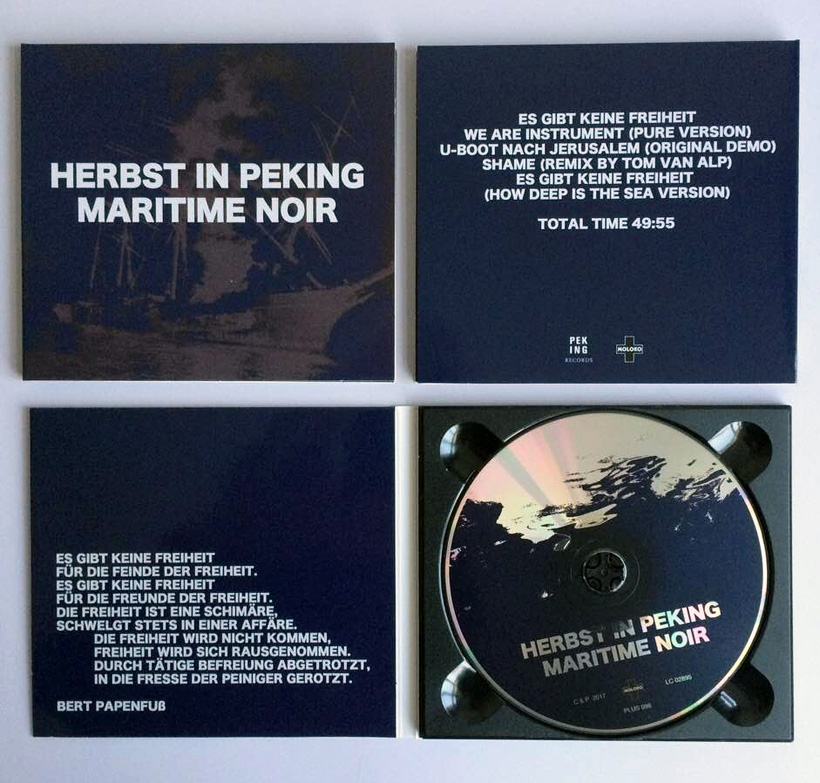 HERBST IN PEKING
MARITIME NOIR
ES GIBT KEINE FREIHEIT
WE ARE INSTRUMENT (PURE VERSION)
U-BOOT NACH JERUSALEM (ORIGINAL DEMO)
SHAME (REMIX BY TOM VAN ALP)
ES GIBT KEINE FREIHEIT
(HOW DEEP IS THE SEA VERSION)
TOTAL TIME 49:55
PEK
ING
RECORDS
MOLOKO
ES GIBT KEINE FREIHEIT
FÜR DIE FEINDE DER FREIHEIT.
ES GIBT KEINE FREIHEIT
FÜR DIE FREUNDE DER FREIHEIT.
DIE FREIHEIT IST EINE SCHIMÄRE,
SCHWELGT STETS IN EINER AFFÄRE.
DIE FREIHEIT WIRD NICHT KOMMEN,
FREIHEIT WIRD SICH RAUSGENOMMEN.
DURCH TÄTIGE BEFREIUNG ABGETROTZT,
IN DIE FRESSE DER PEINIGER GEROTZT.
BERT PAPENFUß
HERBST IN PEKING
MARITIME NOIR
C & P 2017
MOLOKO
PLUS 096
LC 02895